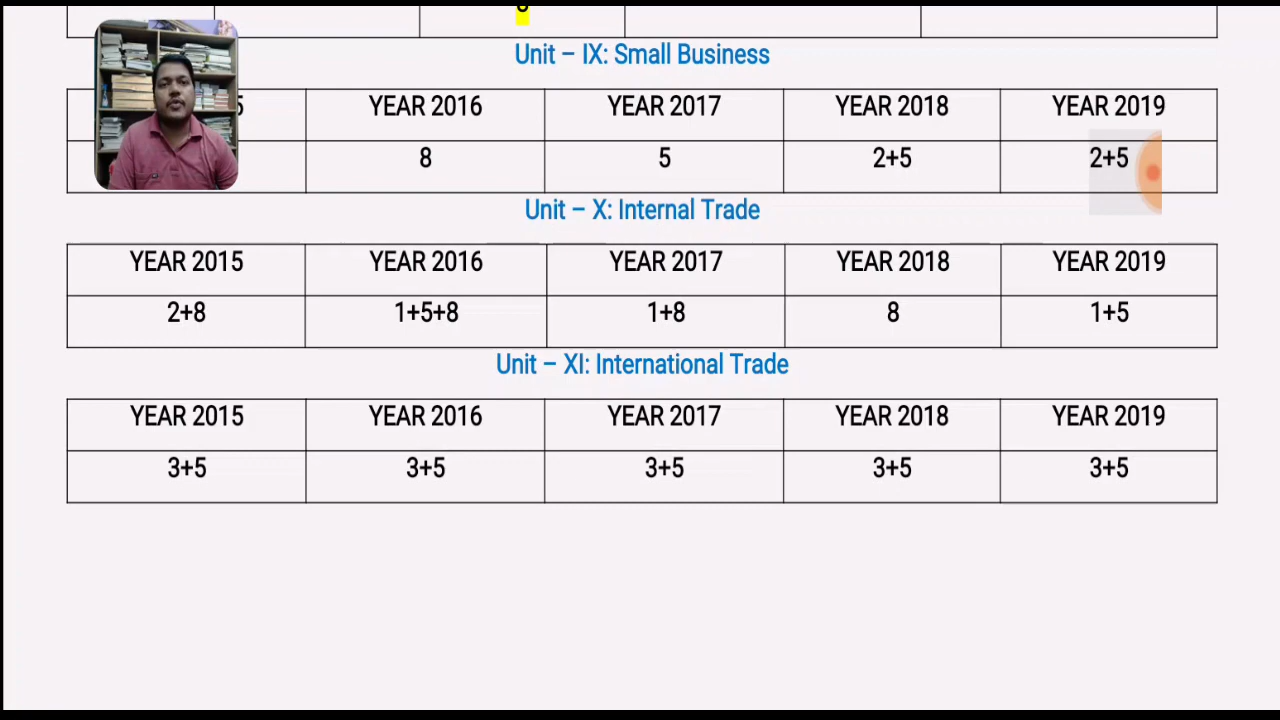 Unit – IX: Small Business
5 YEAR 2016 YEAR 2017 YEAR 2018 YEAR 2019
8 5 2+5 2+5
Unit – X: Internal Trade
YEAR 2015 YEAR 2016 YEAR 2017 YEAR 2018 YEAR 2019
2+8 1+5+8 1+8 8 1+5
Unit – XI: International Trade
YEAR 2015 YEAR 2016 YEAR 2017 YEAR 2018 YEAR 2019
3+5 3+5 3+5 3+5 3+5